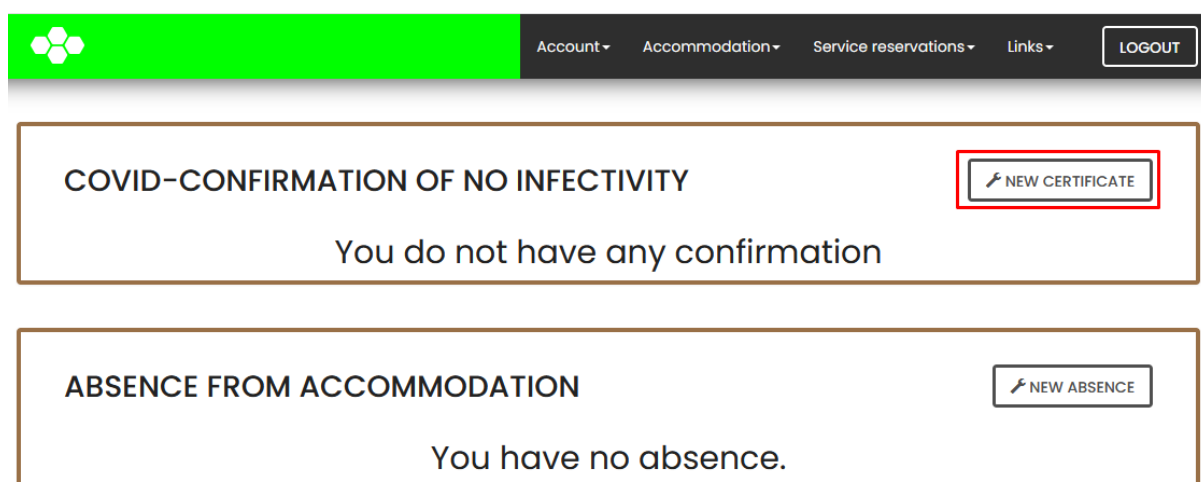 Account Accommodation Service reservations Links LOGOUT
COVID-CONFIRMATION OF NO INFECTIVITY NEW CERTIFICATE
You do not have any confirmation
ABSENCE FROM ACCOMMODATION NEW ABSENCE
You have no absence.